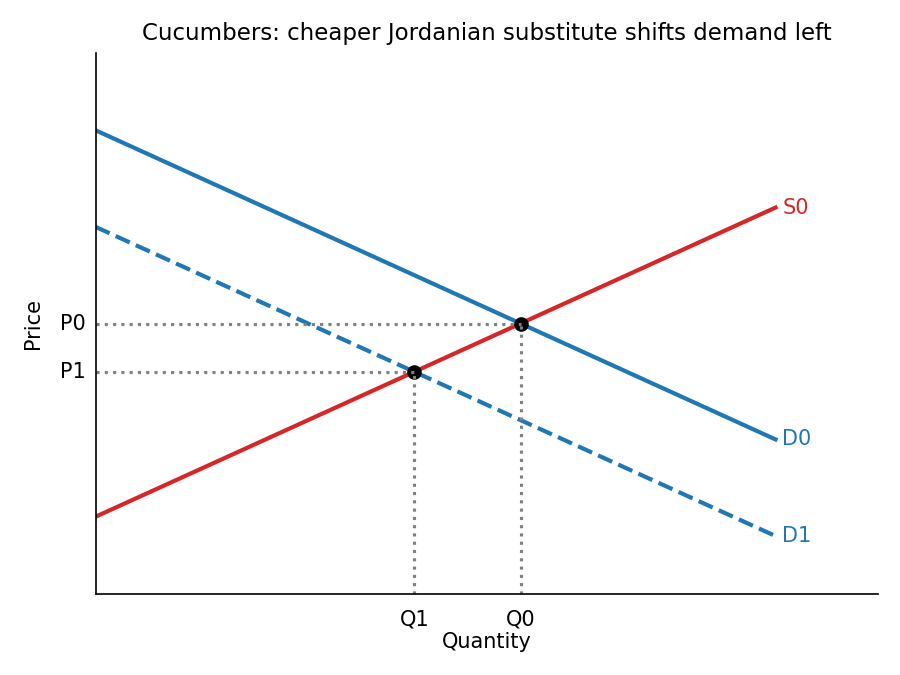 Cucumbers: cheaper Jordanian substitute shifts demand left
S0
P0
Price
P1
D0
D1
Q1 Q0
Quantity